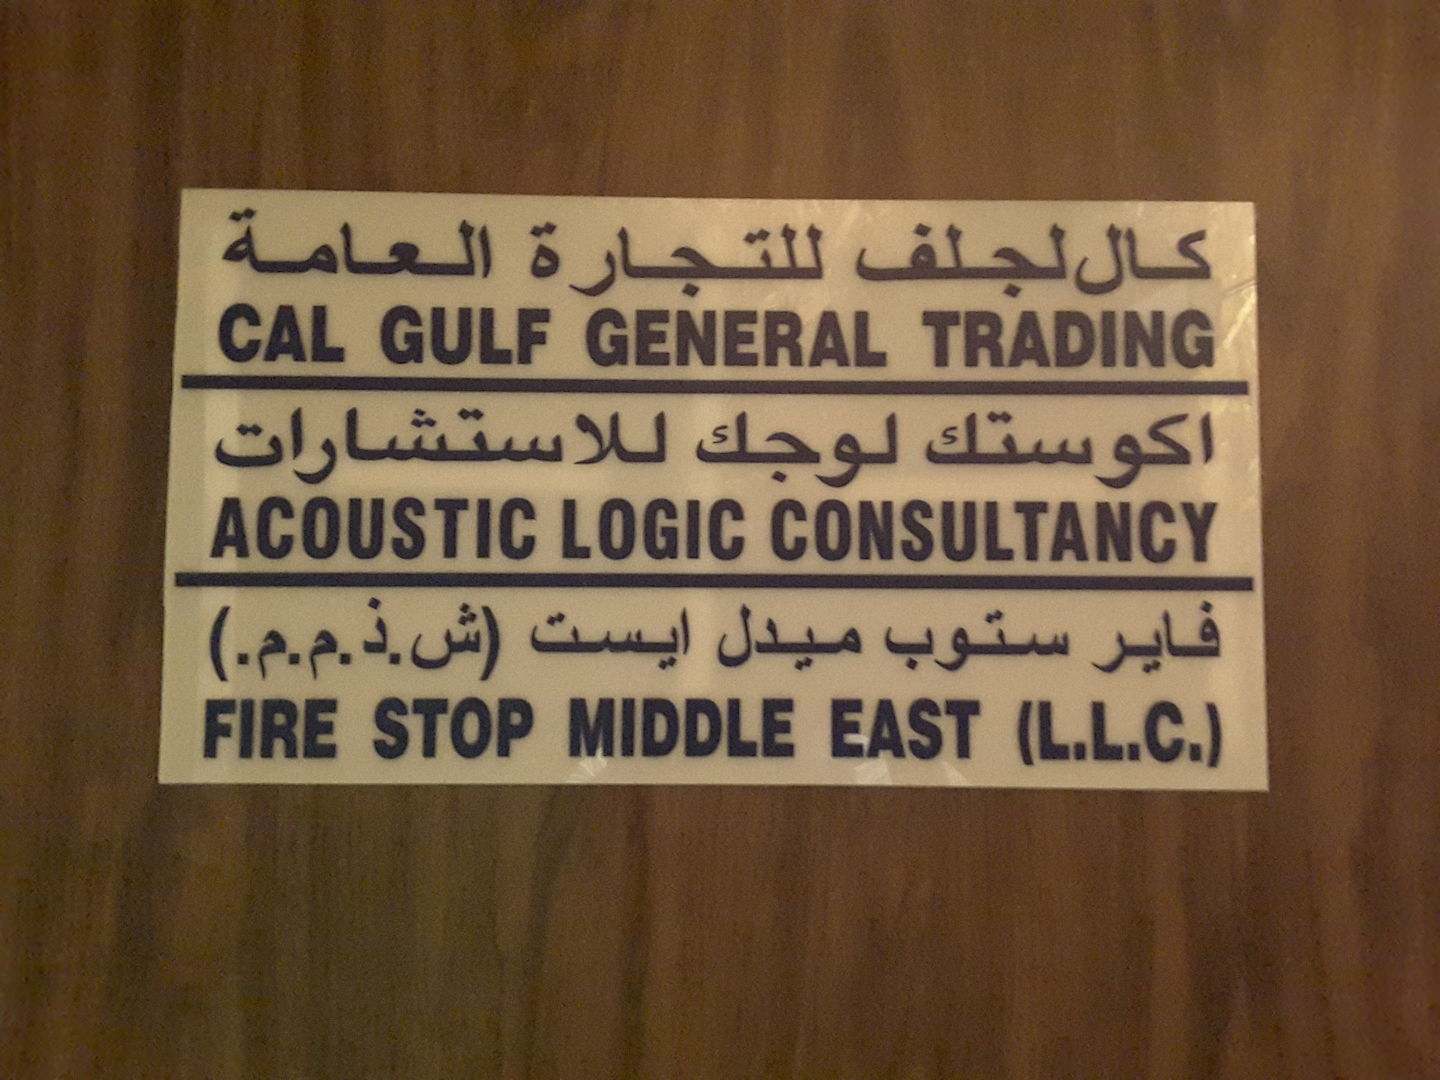 كال لجلف للتجارة العامة
CAL GULF GENERAL TRADING
اكوستك لوجك للاستشارات
ACOUSTIC LOGIC CONSULTANCY
فاير ستوب ميدل ايست (ش.ذ.م.م.)
FIRE STOP MIDDLE EAST (L.L.C.)